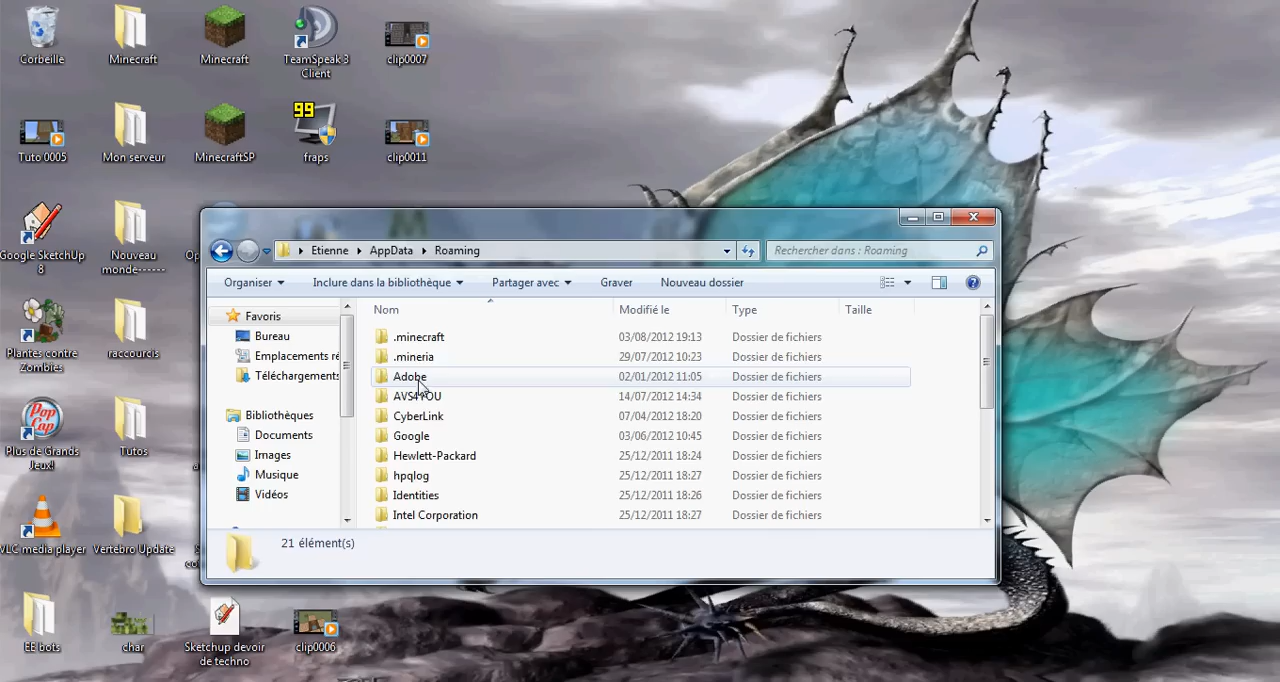 Corbeille
Minecraft
Minecraft
TeamSpeak 3
Client
clip0007
Tuto 0005
Mon serveur
MinecraftSP
99
fraps
clip0011
Google SketchUp
8
Nouveau
monde------
Op
Plantes contre
Zombies
raccourcis
Pop
Cap
Plus de Grands
Jeux!
Tutos
VLC media player
Vertebro Update
EE bots
char
Sketchup devoir
de techno
clip0006
Etienne
AppData
Roaming
Rechercher dans : Roaming
Organiser
Inclure dans la bibliothèque
Partager avec
Graver
Nouveau dossier
Favoris
Bureau
Emplacements ré
Téléchargements
Bibliothèques
Documents
Images
Musique
Vidéos
Nom Modifié le Type Taille
.minecraft 03/08/2012 19:13 Dossier de fichiers
.mineria 29/07/2012 10:23 Dossier de fichiers
Adobe 02/01/2012 11:05 Dossier de fichiers
AVS4YOU 14/07/2012 14:34 Dossier de fichiers
CyberLink 07/04/2012 18:20 Dossier de fichiers
Google 03/06/2012 10:45 Dossier de fichiers
Hewlett-Packard 25/12/2011 18:24 Dossier de fichiers
hpqlog 25/12/2011 18:27 Dossier de fichiers
Identities 25/12/2011 18:26 Dossier de fichiers
Intel Corporation 25/12/2011 18:27 Dossier de fichiers
21 élément(s)